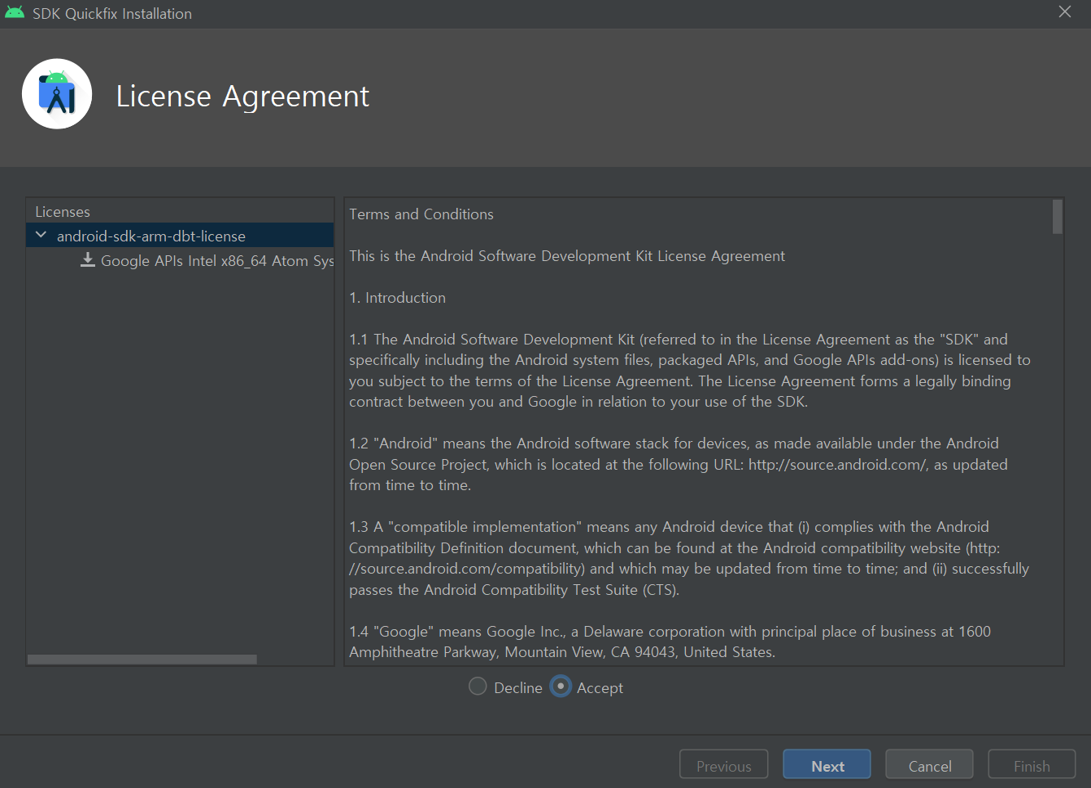 SDK Quickfix Installation
License Agreement
Licenses
android-sdk-arm-dbt-license
Google APIs Intel x86_64 Atom Sys
Terms and Conditions
This is the Android Software Development Kit License Agreement
1. Introduction
1.1 The Android Software Development Kit (referred to in the License Agreement as the "SDK" and
specifically including the Android system files, packaged APIs, and Google APIs add-ons) is licensed to
you subject to the terms of the License Agreement. The License Agreement forms a legally binding
contract between you and Google in relation to your use of the SDK.
1.2 "Android" means the Android software stack for devices, as made available under the Android
Open Source Project, which is located at the following URL: http://source.android.com/, as updated
from time to time.
1.3 A "compatible implementation" means any Android device that (i) complies with the Android
Compatibility Definition document, which can be found at the Android compatibility website (http:
//source.android.com/compatibility) and which may be updated from time to time; and (ii) successfully
passes the Android Compatibility Test Suite (CTS).
1.4 "Google" means Google Inc., a Delaware corporation with principal place of business at 1600
Amphitheatre Parkway, Mountain View, CA 94043, United States.
Decline Accept
Previous Next Cancel Finish